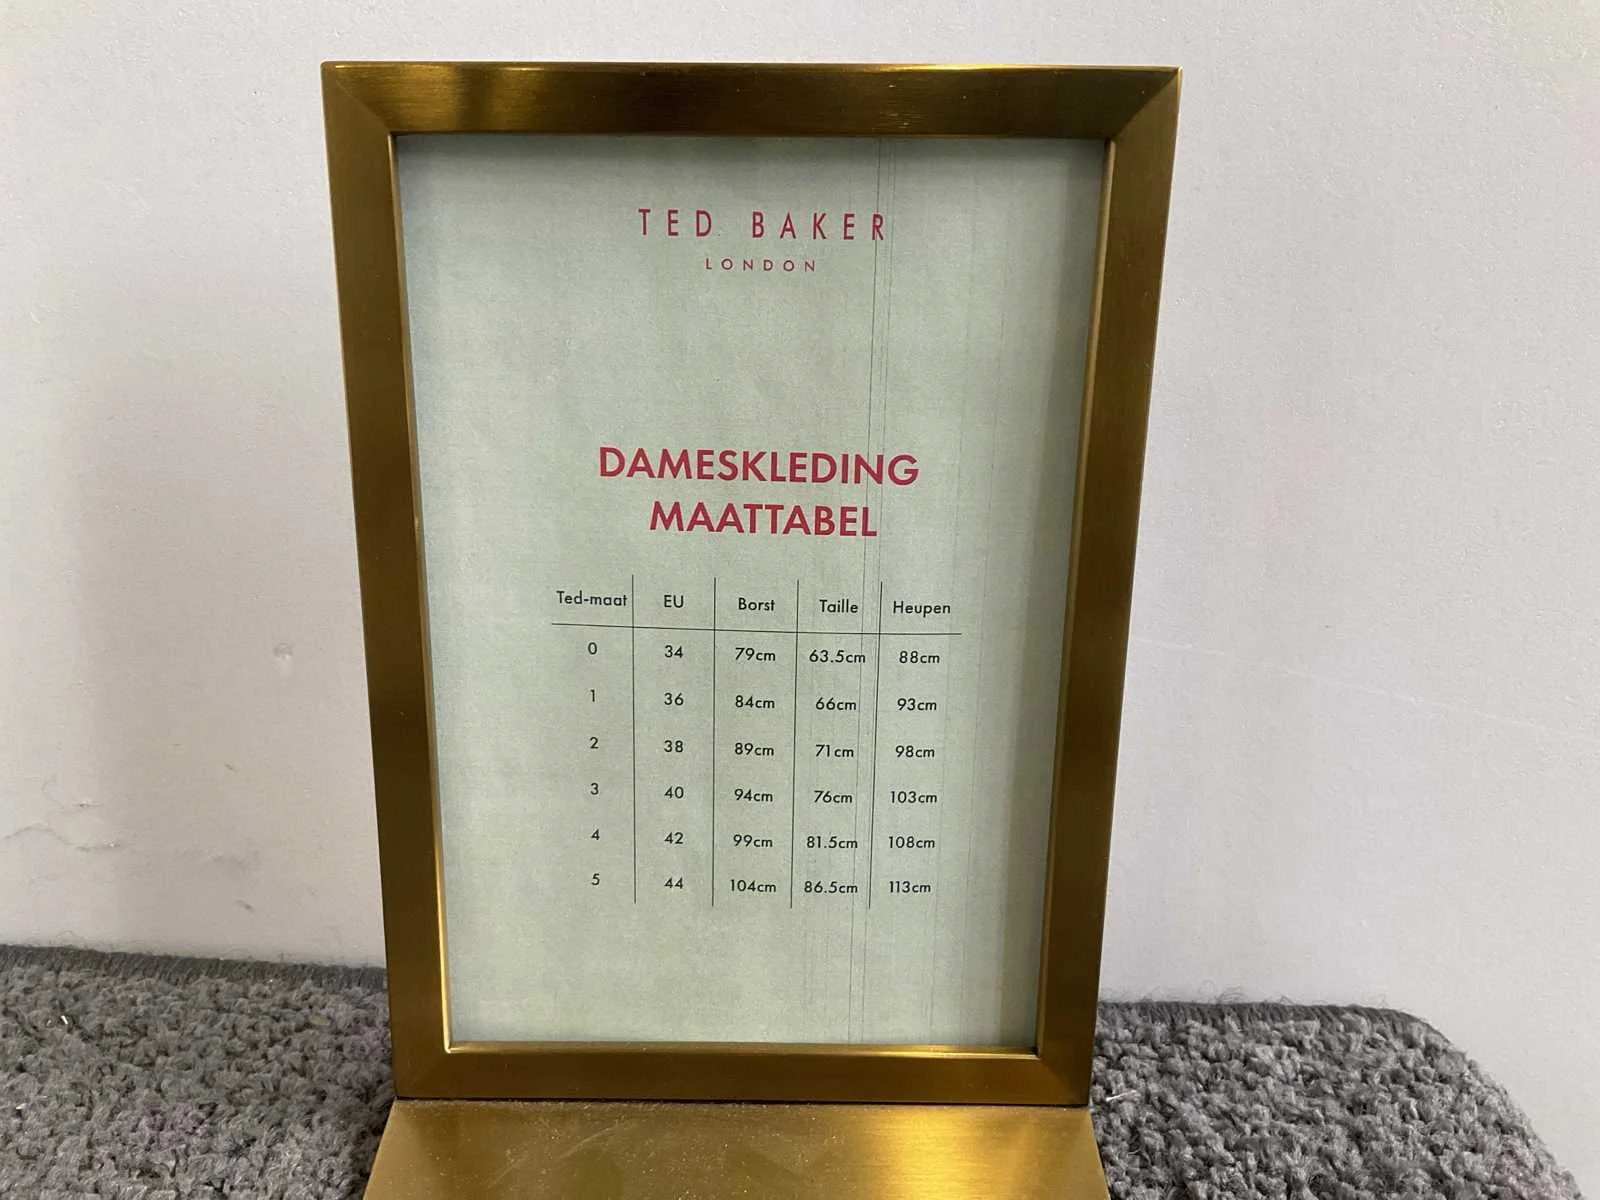 TED BAKER
LONDON
DAMESKLEDING
MAATTABEL
Ted-maat EU Borst Taille Heupen
0 34 79cm 63.5cm 88cm
1 36 84cm 66cm 93cm
2 38 89cm 71cm 98cm
3 40 94cm 76cm 103cm
4 42 99cm 81.5cm 108cm
5 44 104cm 86.5cm 113cm